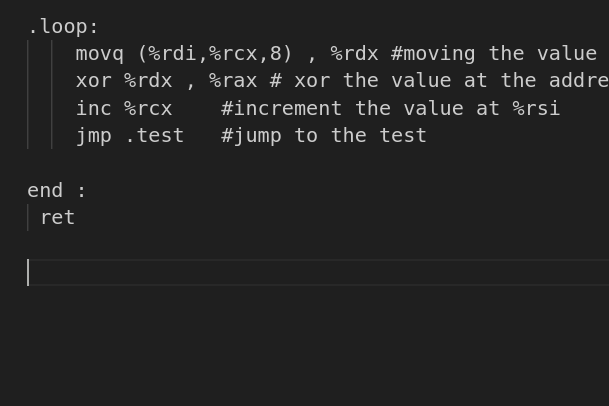 .loop:
movq (%rdi,%rcx,8) , %rdx #moving the value
xor %rdx , %rax # xor the value at the
inc %rcx    #increment the value at %rsi
jmp .test   #jump to the test
end :
ret